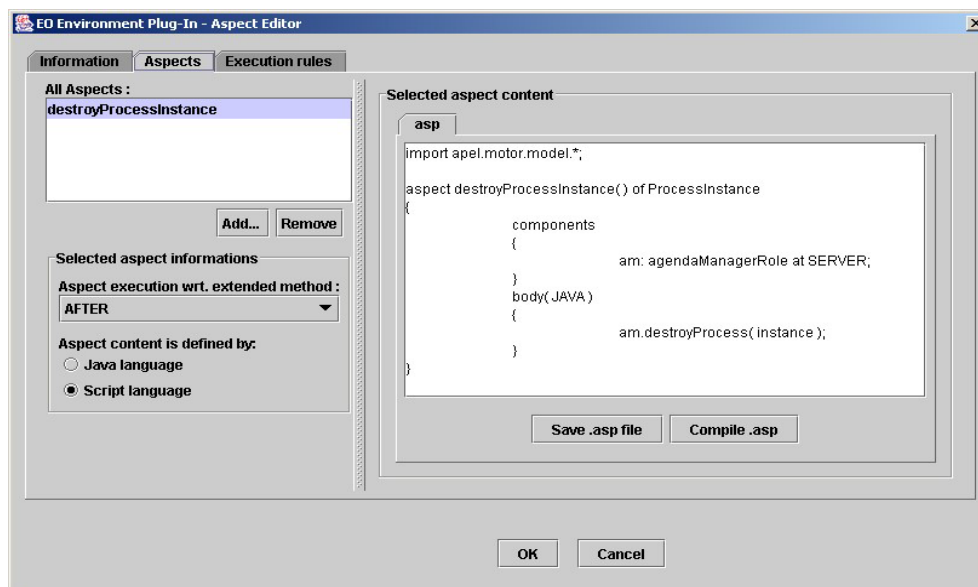 EO Environment Plug-In - Aspect Editor
Information Aspects Execution rules
All Aspects :
destroyProcessInstance
Add... Remove
Selected aspect informations
Aspect execution wrt. extended method :
AFTER
Aspect content is defined by:
Java language
Script language
Selected aspect content
asp
import apel.motor.model.*;
aspect destroyProcessInstance() of ProcessInstance
{
components
{
am: agendaManagerRole at SERVER;
}
body( JAVA )
{
am.destroyProcess( instance );
}
}
Save .asp file Compile .asp
OK Cancel